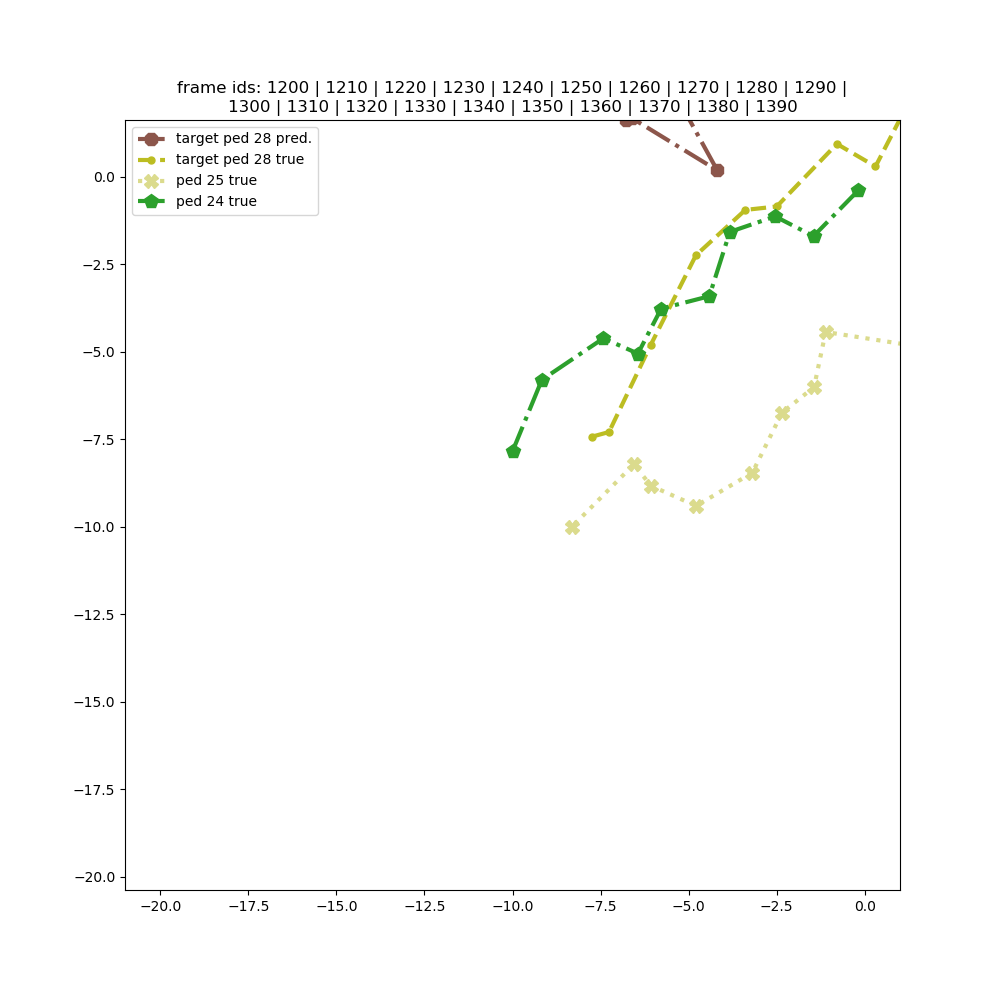 frame ids: 1200 | 1210 | 1220 | 1230 | 1240 | 1250 | 1260 | 1270 | 1280 | 1290 |
1300 | 1310 | 1320 | 1330 | 1340 | 1350 | 1360 | 1370 | 1380 | 1390
target ped 28 pred.
target ped 28 true
ped 25 true
ped 24 true
0.0
−2.5
−5.0
−7.5
−10.0
−12.5
−15.0
−17.5
−20.0
−20.0 −17.5 −15.0 −12.5 −10.0 −7.5 −5.0 −2.5 0.0